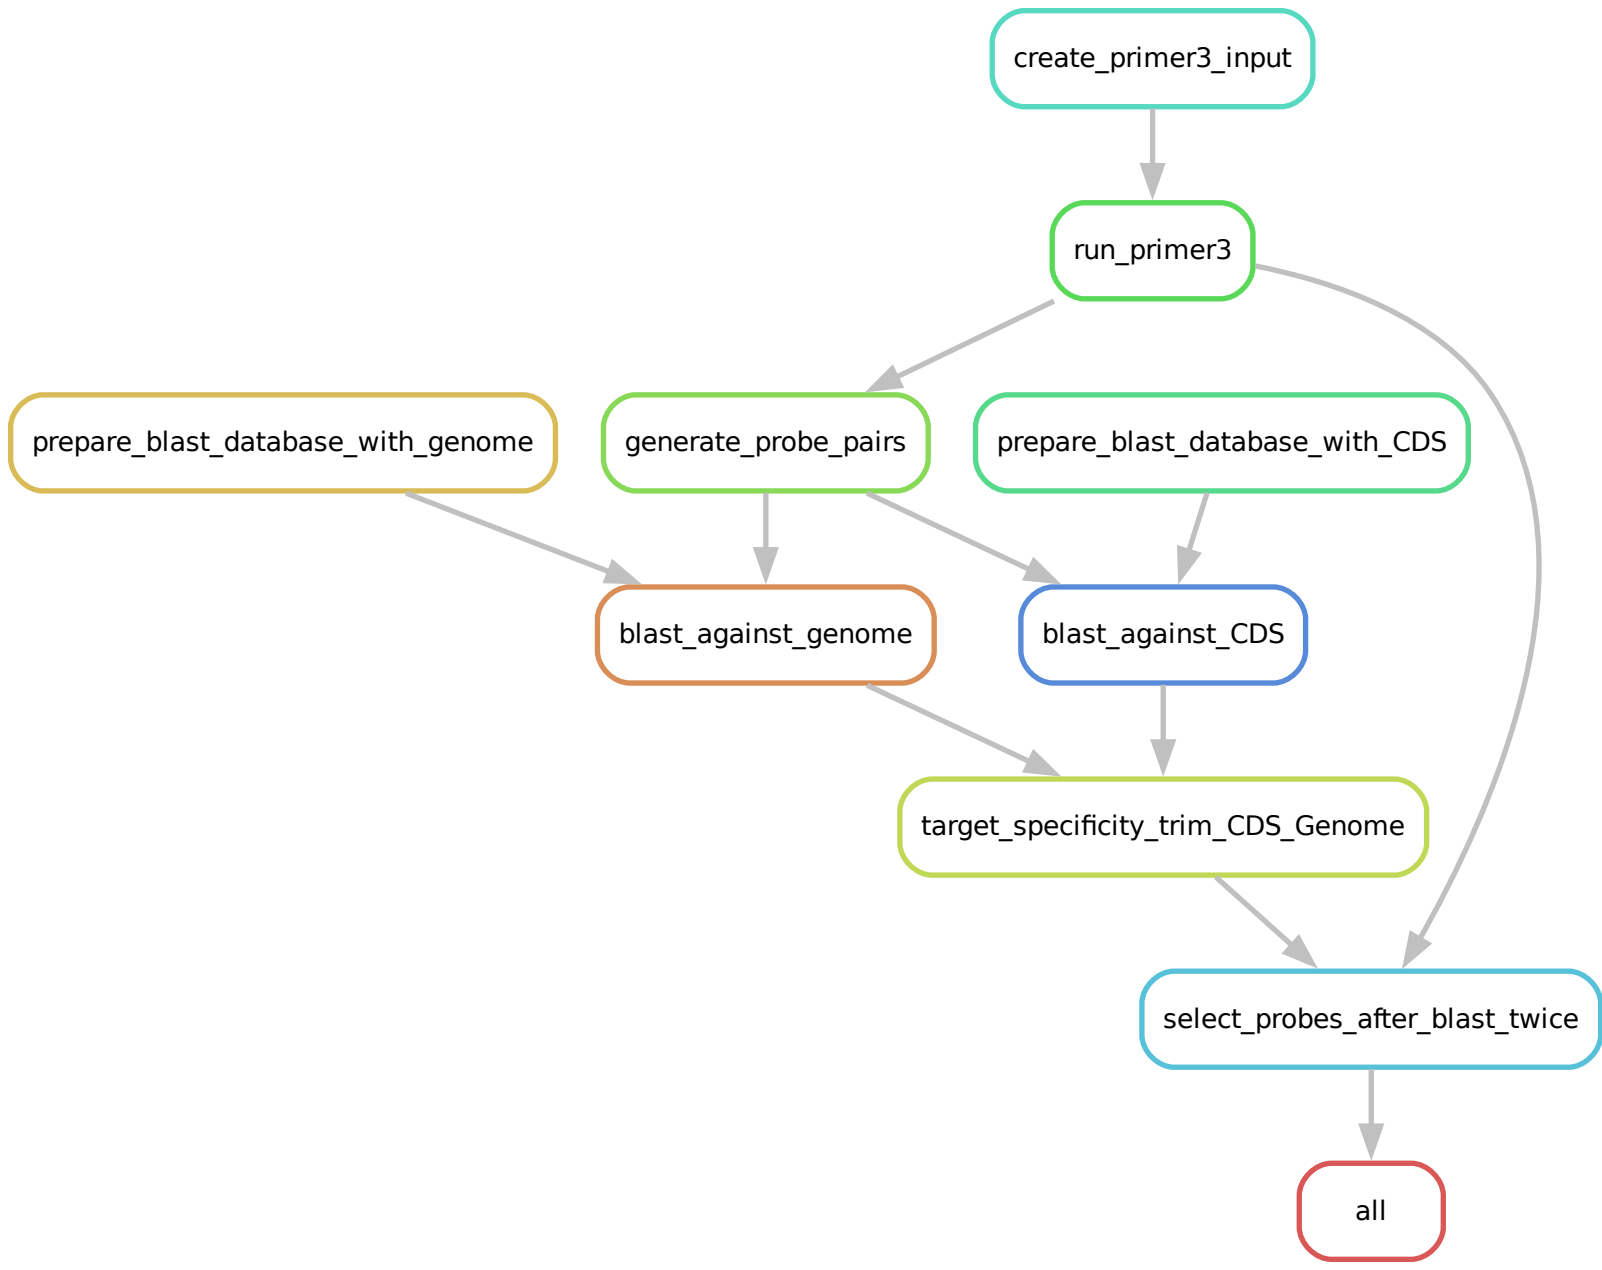 create_primer3_input
run_primer3
prepare_blast_database_with_genome
generate_probe_pairs
prepare_blast_database_with_CDS
blast_against_genome
blast_against_CDS
target_specificity_trim_CDS_Genome
select_probes_after_blast_twice
all